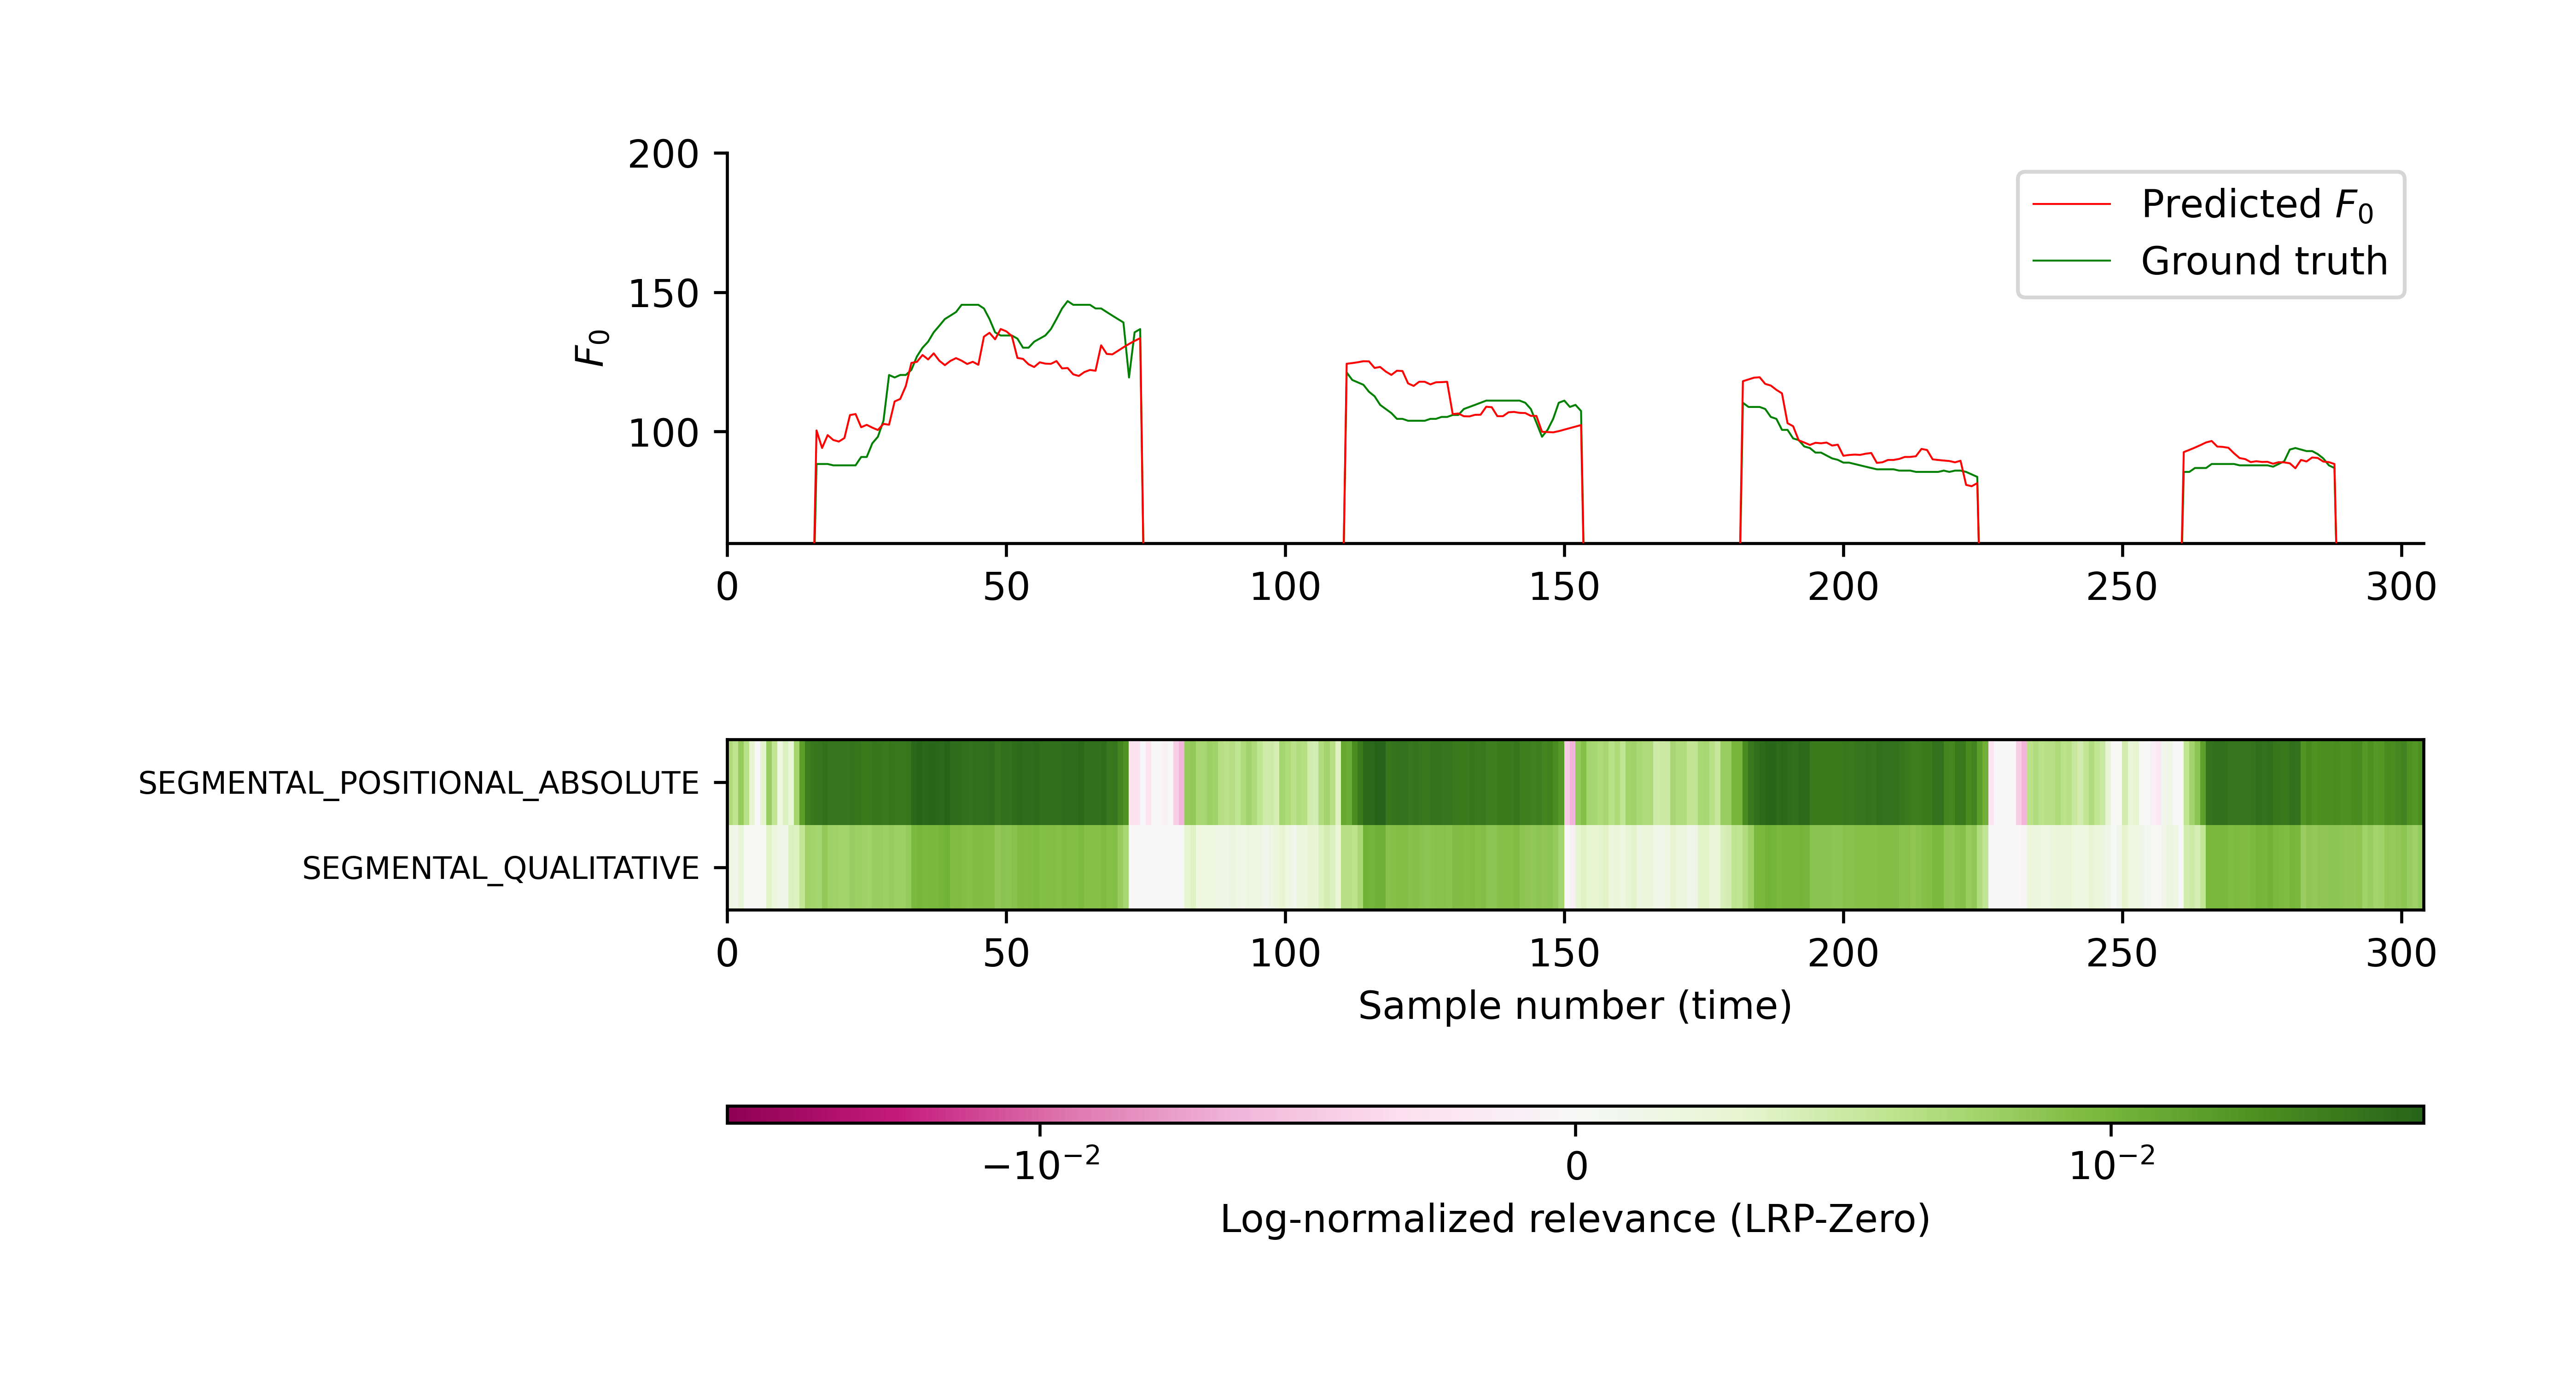 200
150
100
F₀
Predicted F₀
Ground truth
0 50 100 150 200 250 300
SEGMENTAL_POSITIONAL_ABSOLUTE
SEGMENTAL_QUALITATIVE
0 50 100 150 200 250 300
Sample number (time)
−10⁻² 0 10⁻²
Log-normalized relevance (LRP-Zero)